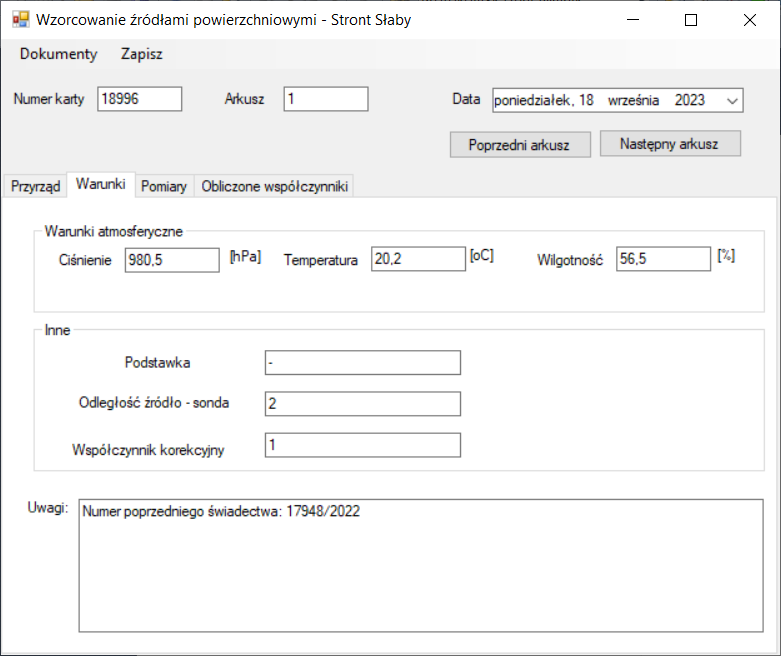 Wzorcowanie źródłami powierzchniowymi - Stront Słaby
Dokumenty Zapisz
Numer karty 18996 Arkusz 1 Data poniedziałek, 18 września 2023
Poprzedni arkusz Następny arkusz
Przyrząd Warunki Pomiary Obliczone współczynniki
Warunki atmosferyczne
Ciśnienie 980,5 [hPa] Temperatura 20,2 [oC] Wilgotność 56,5 [%]
Inne
Podstawka -
Odległość źródło - sonda 2
Współczynnik korekcyjny 1
Uwagi: Numer poprzedniego świadectwa: 17948/2022